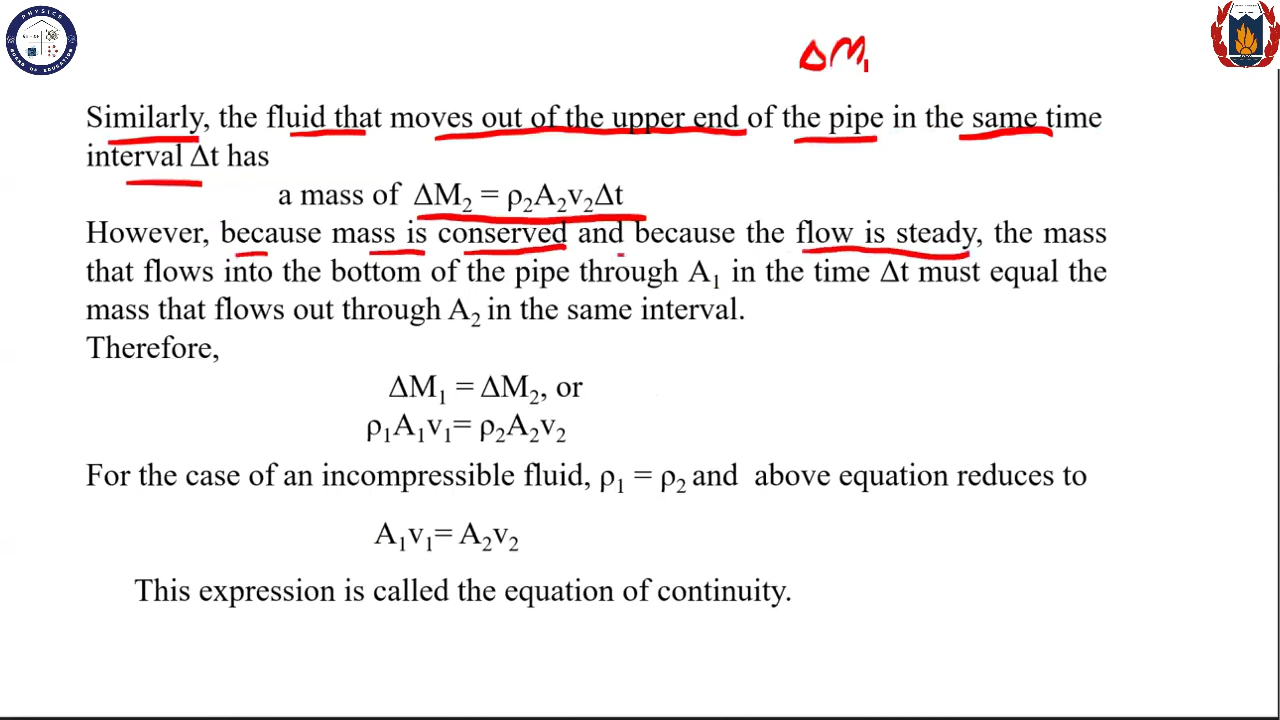 PHYSICS
BOARD OF EDUCATION
ΔM₁
Similarly, the fluid that moves out of the upper end of the pipe in the same time
interval Δt has
a mass of ΔM₂ = ρ₂A₂v₂Δt
However, because mass is conserved and because the flow is steady, the mass
that flows into the bottom of the pipe through A₁ in the time Δt must equal the
mass that flows out through A₂ in the same interval.
Therefore,
ΔM₁ = ΔM₂, or
ρ₁A₁v₁= ρ₂A₂v₂
For the case of an incompressible fluid, ρ₁ = ρ₂ and above equation reduces to
A₁v₁= A₂v₂
This expression is called the equation of continuity.